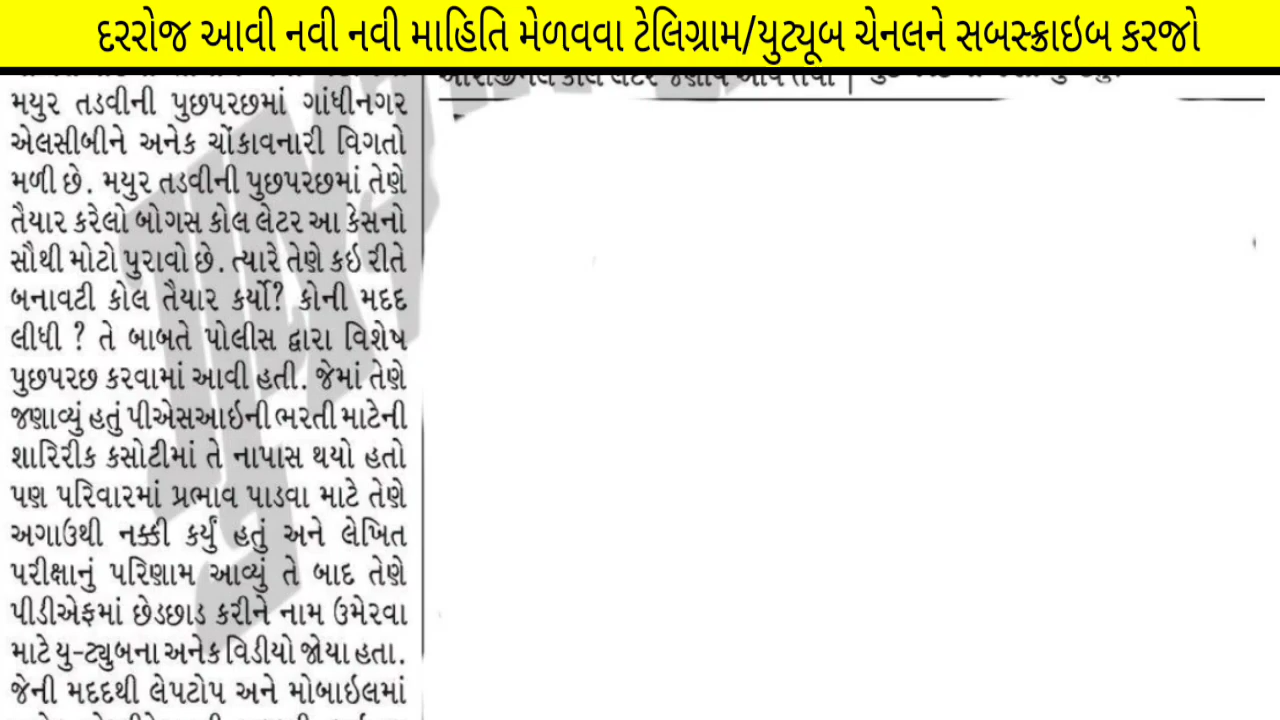 દરરોજ આવી નવી નવી માહિતિ મેળવવા ટેલિગ્રામ/યુટ્યૂબ ચેનલને સબસ્ક્રાઇબ કરજો
મયુર તડવીની પુછપરછમાં ગાંધીનગર
એલસીબીને અનેક ચોંકાવનારી વિગતો
મળી છે. મયુર તડવીની પુછપરછમાં તેણે
તૈયાર કરેલો બોગસ કોલ લેટર આ કેસનો
સૌથી મોટો પુરાવો છે. ત્યારે તેણે કઇ રીતે
બનાવટી કોલ તૈયાર કર્યો? કોની મદદ
લીધી ? તે બાબતે પોલીસ દ્વારા વિશેષ
પુછપરછ કરવામાં આવી હતી. જેમાં તેણે
જણાવ્યું હતું પીએસઆઇની ભરતી માટેની
શારિરીક કસોટીમાં તે નાપાસ થયો હતો
પણ પરિવારમાં પ્રભાવ પાડવા માટે તેણે
અગાઉથી નક્કી કર્યું હતું અને લેખિત
પરીક્ષાનું પરિણામ આવ્યું તે બાદ તેણે
પીડીએફમાં છેડછાડ કરીને નામ ઉમેરવા
માટે યુ-ટ્યુબના અનેક વિડીયો જોયા હતા.
જેની મદદથી લેપટોપ અને મોબાઇલમાં